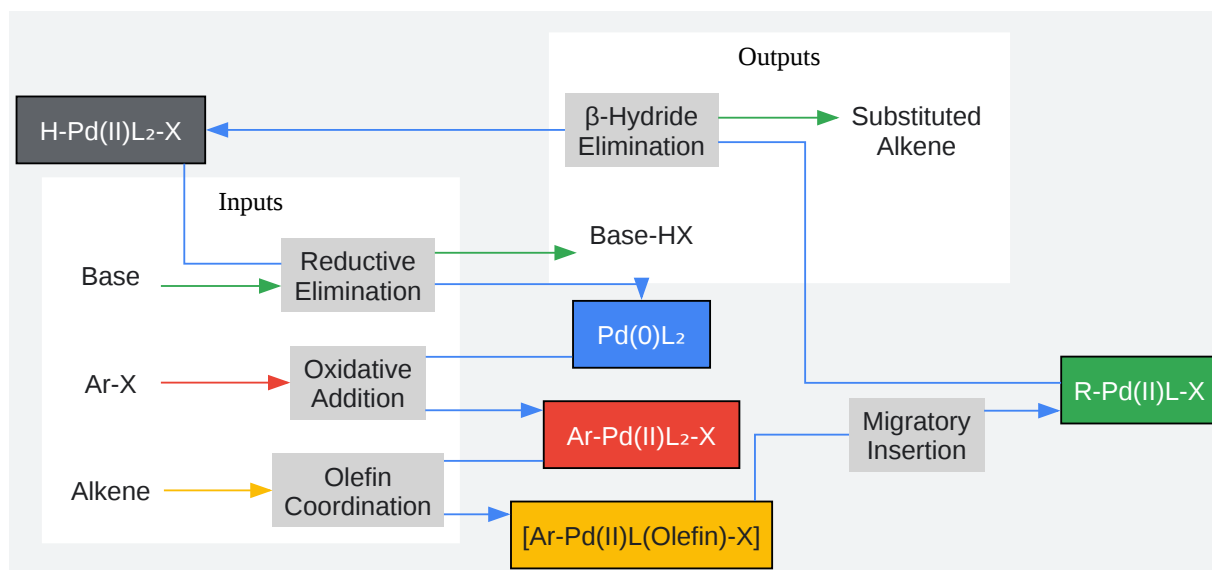 Outputs
H-Pd(II)L₂-X
β-Hydride
Elimination
Substituted
Alkene
Inputs
Base
Reductive
Elimination
Base-HX
Pd(0)L₂
Ar-X
Oxidative
Addition
R-Pd(II)L-X
Ar-Pd(II)L₂-X
Migratory
Insertion
Alkene
Olefin
Coordination
[Ar-Pd(II)L(Olefin)-X]